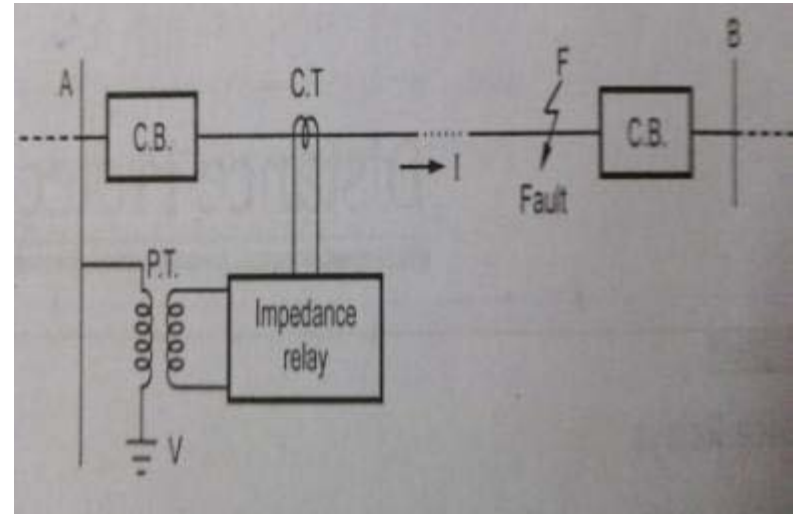 A
C.B.
C.T
I
F
Fault
C.B.
B
P.T.
Impedance
relay
V